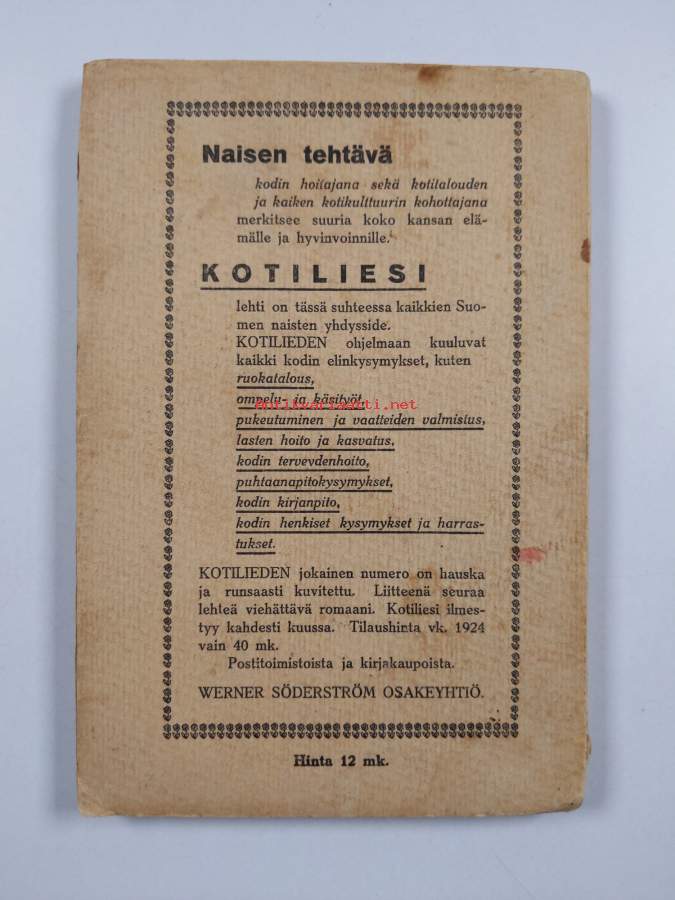 Naisen tehtävä
kodin hoitajana sekä kotitalouden
ja kaiken kotikulttuurin kohottajana
merkitsee suuria koko kansan elä-
mälle ja hyvinvoinnille.
KOTILIESI
lehti on tässä suhteessa kaikkien Suo-
men naisten yhdysside.
KOTILIEDEN ohjelmaan kuuluvat
kaikki kodin elinkysymykset, kuten
ruokatalous,
ompelu- ja käsityöt,
antikvariaatti.net
pukeutuminen ja vaatteiden valmistus,
lasten hoito ja kasvatus,
kodin terveydenhoito,
puhtaanapitokysymykset,
kodin kirjanpito,
kodin henkiset kysymykset ja harras-
tukset.
KOTILIEDEN jokainen numero on hauska
ja runsaasti kuvitettu. Liitteenä seuraa
lehteä viehättävä romaani. Kotiliesi ilmes-
tyy kahdesti kuussa. Tilaushinta vk. 1924
vain 40 mk.
Postitoimistoista ja kirjakaupoista.
WERNER SÖDERSTRÖM OSAKEYHTIÖ.
Hinta 12 mk.